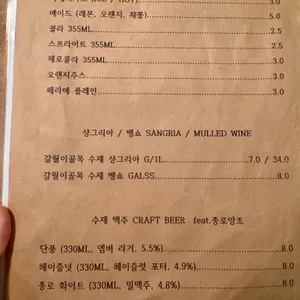 에이드 (레몬, 오렌지, 자몽) 5.0
콜라 355ML 2.5
스프라이트 355ML 2.5
제로콜라 355ML 3.0
오렌지주스 3.0
페리에 플레인 3.0
샹그리아 / 뱅쇼 SANGRIA / MULLED WINE
갈월이골목 수제 샹그리아 G/1L 7.0 / 34.0
갈월이골목 수제 뱅쇼 GALSS 8.0
수제 맥주 CRAFT BEER feat.종로양조
단풍 (330ML, 엠버 라거, 5.5%) 8.0
헤이즐넛 (330ML, 헤이즐럿 포터, 4.9%) 8.0
종로 화이트 (330ML, 밀맥주, 4.8%) 8.0